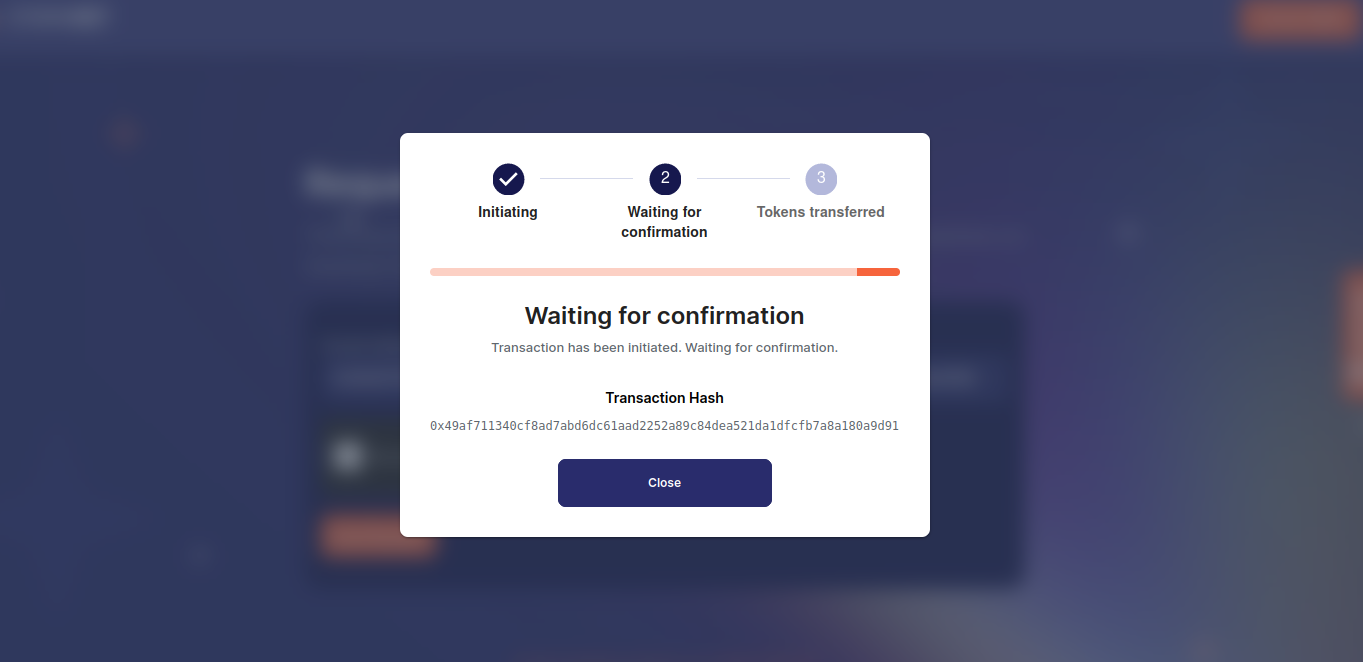 2
3
Initiating
Waiting for
confirmation
Tokens transferred
Waiting for confirmation
Transaction has been initiated. Waiting for confirmation.
Transaction Hash
0x49af711340cf8ad7abd6dc61aad2252a89c84dea521da1dfcfb7a8a180a9d91
Close